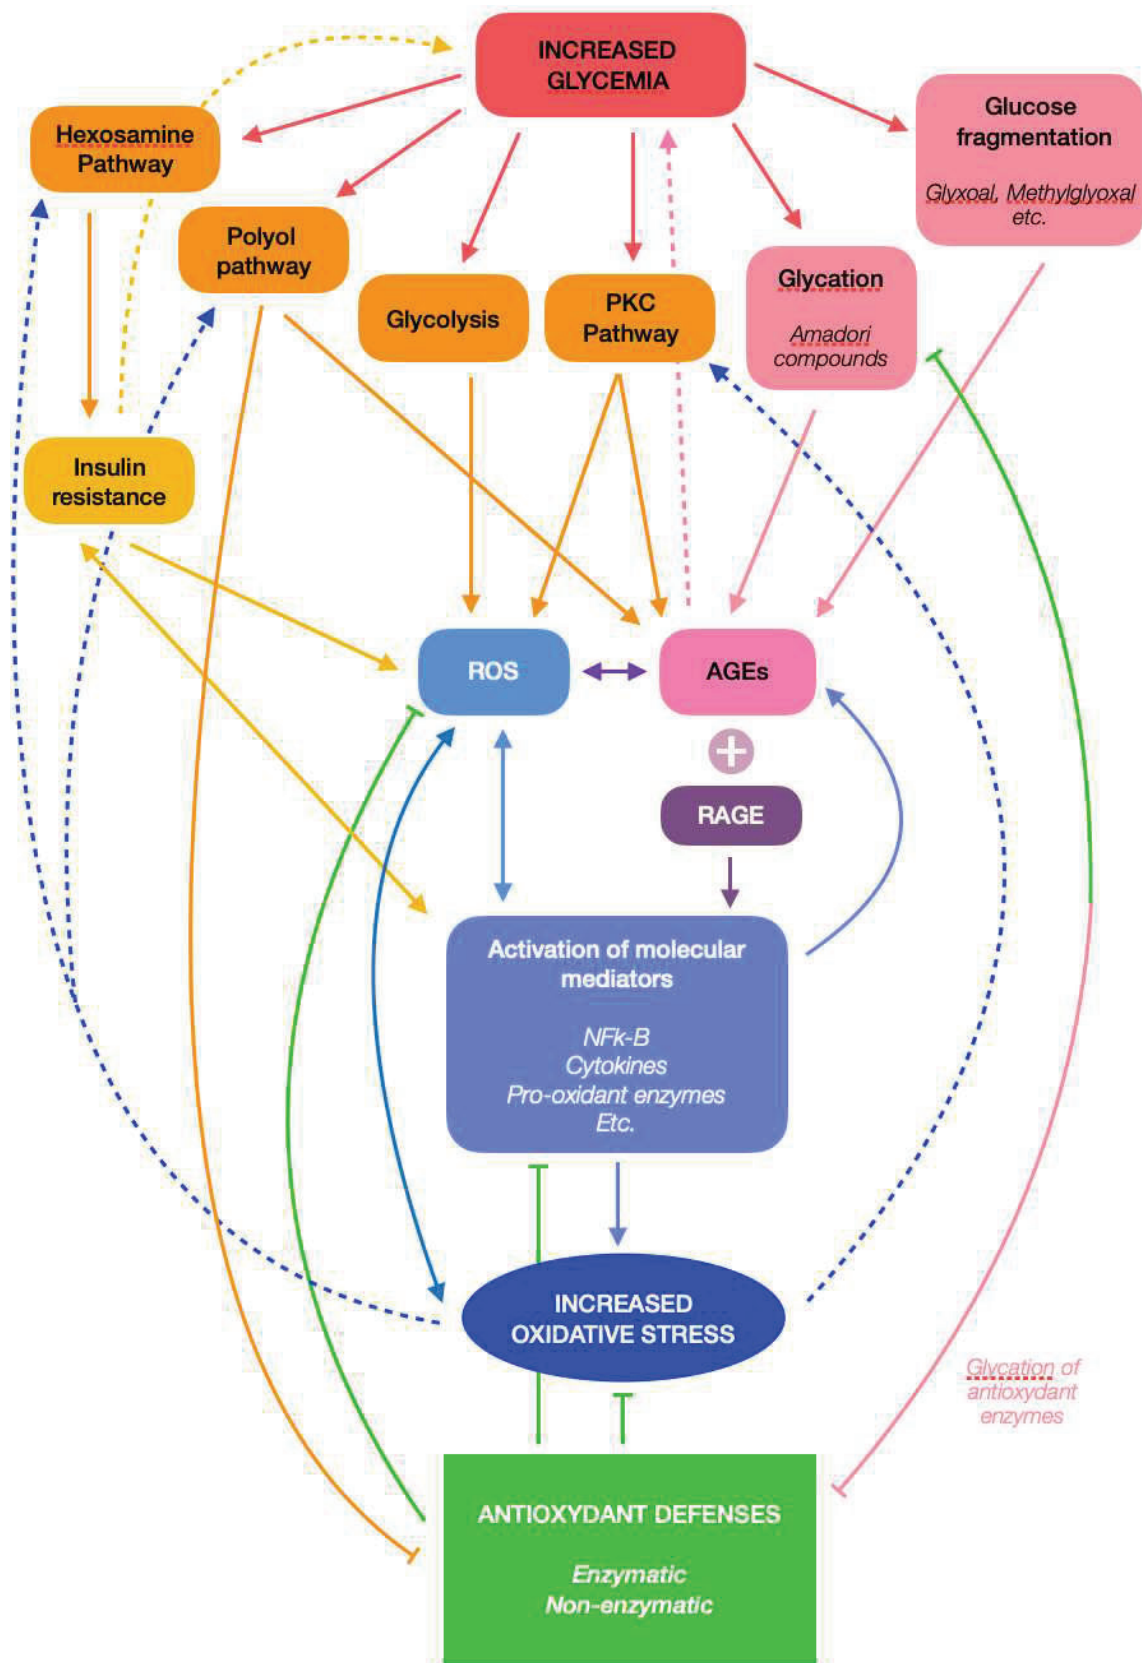 INCREASED
GLYCEMIA
Hexosamine
Pathway
Glucose
fragmentation
Glyxoal, Methylglyoxal
etc.
Polyol
pathway
Glycolysis
PKC
Pathway
Glycation
Amadori
compounds
Insulin
resistance
ROS
AGEs
+
RAGE
Activation of molecular
mediators
NFk-B
Cytokines
Pro-oxidant enzymes
Etc.
INCREASED
OXIDATIVE STRESS
Glycation of
antioxydant
enzymes
ANTIOXYDANT DEFENSES
Enzymatic
Non-enzymatic